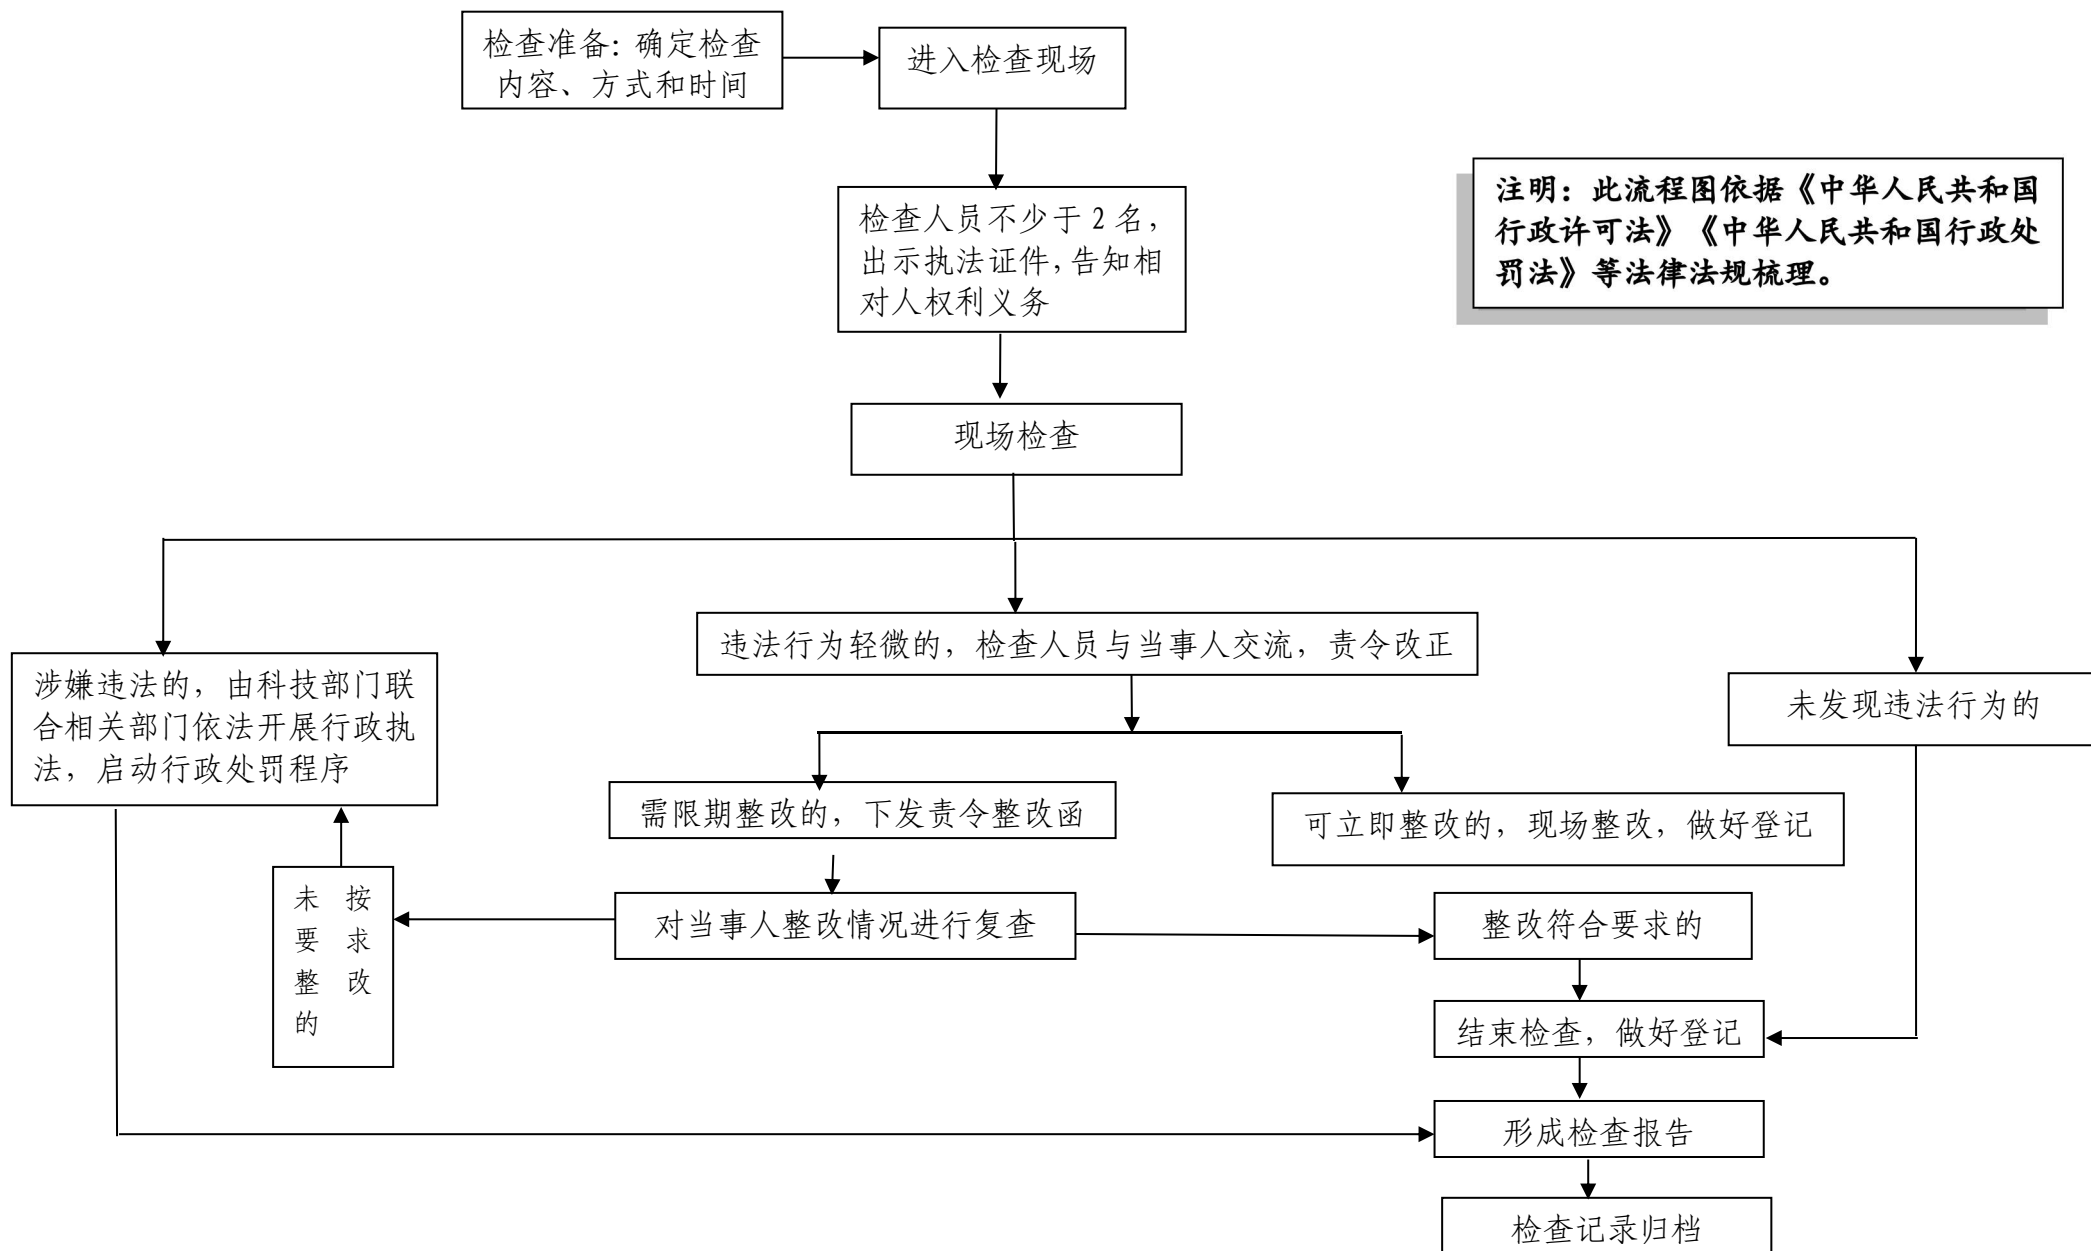 检查准备：确定检查
内容、方式和时间
进入检查现场
检查人员不少于 2 名，
出示执法证件，告知相
对人权利义务
注明：此流程图依据《中华人民共和国
行政许可法》《中华人民共和国行政处
罚法》等法律法规梳理。
现场检查
涉嫌违法的，由科技部门联
合相关部门依法开展行政执
法，启动行政处罚程序
违法行为轻微的，检查人员与当事人交流，责令改正
未发现违法行为的
需限期整改的，下发责令整改函
可立即整改的，现场整改，做好登记
未 按
要 求
整 改
的
对当事人整改情况进行复查
整改符合要求的
结束检查，做好登记
形成检查报告
检查记录归档